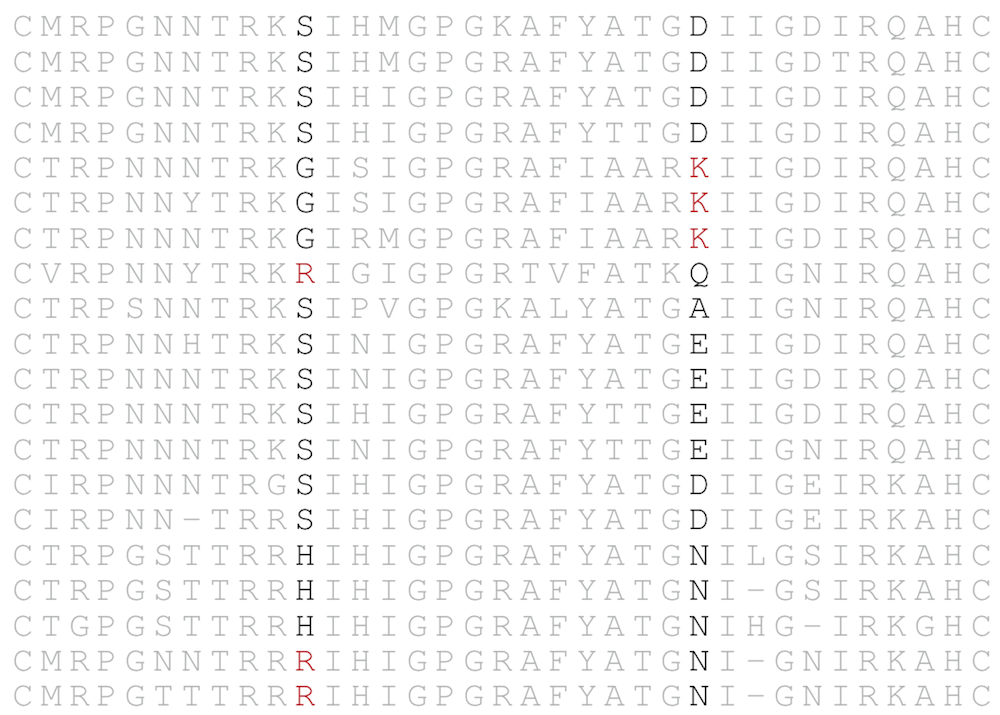 CMRPGNNTRKSIHMGPGKAFYATGDIIGDIRQAHC
CMRPGNNTRKSIHMGPGRAFYATGDIIGDTRQAHC
CMRPGNNTRKSIHIGPGRAFYATGDIIGDIRQAHC
CMRPGNNTRKSIHIGPGRAFYTTGDIIGDIRQAHC
CTRPNNNTRKGISIGPGRAFIAARKIIGDIRQAHC
CTRPNNYTRKGISIGPGRAFIAARKIIGDIRQAHC
CTRPNNNTRKGIRMGPGRAFIAARKIIGDIRQAHC
CVRPNNYTRKRIGIGPGRTVFATKQIIGNIRQAHC
CTRPSNNTRKSIPVGPGKALYATGAIIGNIRQAHC
CTRPNNHTRKSINIGPGRAFYATGEIIGDIRQAHC
CTRPNNNTRKSINIGPGRAFYATGEIIGDIRQAHC
CTRPNNNTRKSIHIGPGRAFYTTGEIIGDIRQAHC
CTRPNNNTRKSINIGPGRAFYTTGEIIGNIRQAHC
CIRPNNNTRGSIHIGPGRAFYATGDIIGEIRKAHC
CIRPNN-TRRSIHIGPGRAFYATGDIIGEIRKAHC
CTRPGSTTRRHIHIGPGRAFYATGNILGSIRKAHC
CTRPGSTTRRHIHIGPGRAFYATGNI-GSIRKAHC
CTGPGSTTRRHIHIGPGRAFYATGNIHG-IRKGHC
CMRPGNNTRRRIHIGPGRAFYATGNI-GNIRKAHC
CMRPGTTTRRRIHIGPGRAFYATGNI-GNIRKAHC